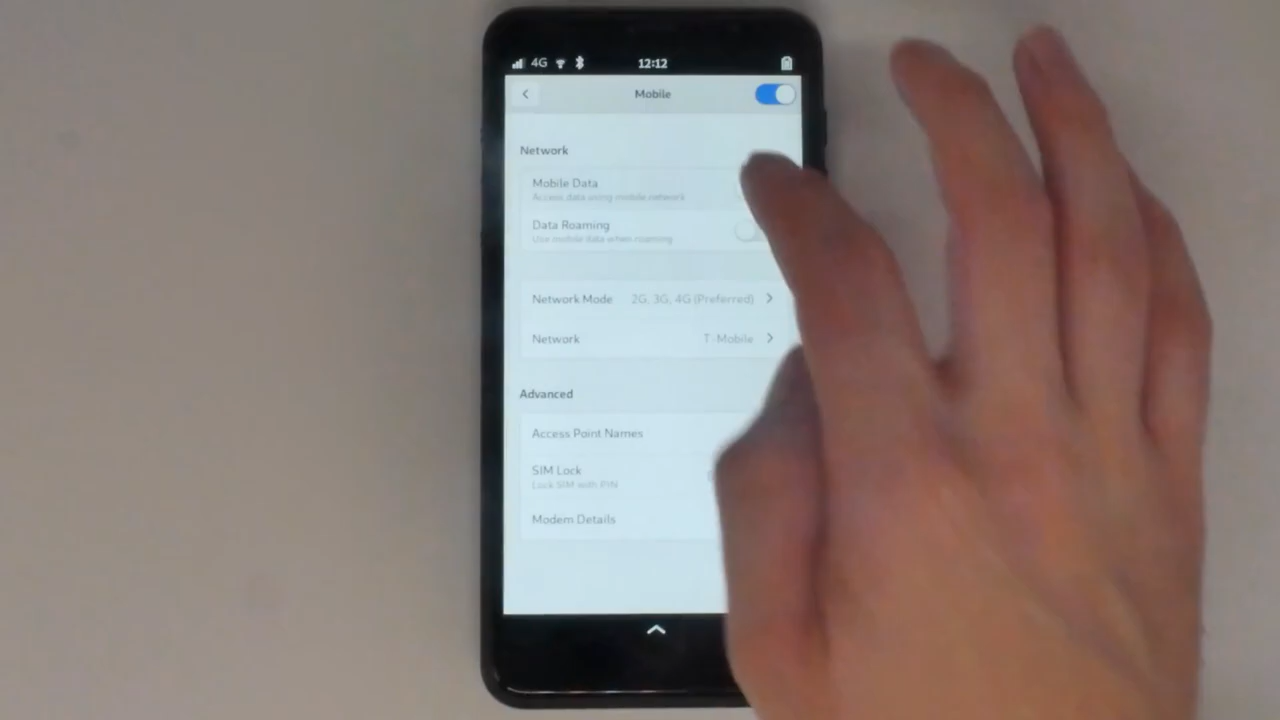 4G 12:12
Mobile
Network
Mobile Data
Access data using mobile network
Data Roaming
Use mobile data when roaming
Network Mode 2G, 3G, 4G (Preferred)
Network T-Mobile
Advanced
Access Point Names
SIM Lock
Lock SIM with PIN
Modem Details